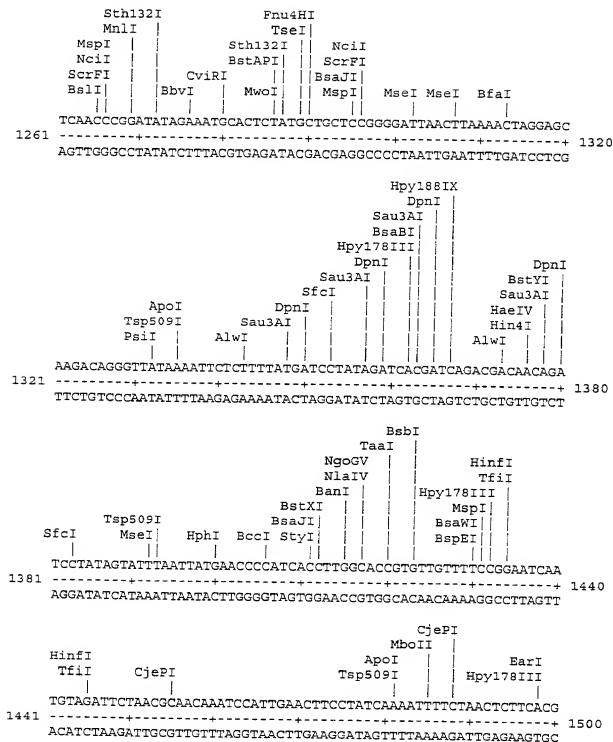 Sth132I Fnu4HI
MnlI TseI
MspI Sth132I NciI
NciI BstAPI ScrFI
ScrFI CviRI BsaJI
BslI BbvI MwoI MspI MseI MseI BfaI
TCAACCCGGATATAGAAATGCACTCTATGCTGCTCCGGGGATTAACTTAAAACTAGGAGC
1261 ---------+---------+---------+---------+---------+---------+ 1320
AGTTGGGCCTATATCTTTACGTGAGATACGACGAGGCCCCTAATTGAATTTTGATCCTCG
Hpy188IX
DpnI
Sau3AI
BsaBI
Hpy178III DpnI
DpnI BstYI
Sau3AI Sau3AI
ApoI SfcI HaeIV
Tsp509I DpnI Hin4I
PsiI AlwI Sau3AI AlwI
AAGACAGGGTTATAAAATTCTCTTTTATGATCCTATAGATCACGATCAGACGACAACAGA
1321 ---------+---------+---------+---------+---------+---------+ 1380
TTCTGTCCCAATATTTTAAGAGAAAATACTAGGATATCTAGTGCTAGTCTGCTGTTGTCT
BsbI
TaaI
NgoGV HinfI
NlaIV TfiI
BanI Hpy178III
BstXI MspI
Tsp509I BsaJI BsaWI
SfcI MseI HphI BccI StyI BspEI
TCCTATAGTATTTAATTATGAACCCCATCACCTTGGCACCGTGTTGTTTTCCGGAATCAA
1381 ---------+---------+---------+---------+---------+---------+ 1440
AGGATATCATAAATTAATACTTGGGGTAGTGGAACCGTGGCACAACAAAAGGCCTTAGTT
CjePI
MboII
HinfI ApoI EarI
TfiI CjePI Tsp509I Hpy178III
TGTAGATTCTAACGCAACAAATCCATTGAACTTCCTATCAAAATTTTCTAACTCTTCACG
1441 ---------+---------+---------+---------+---------+---------+ 1500
ACATCTAAGATTGCGTTGTTTAGGTAACTTGAAGGATAGTTTTAAAAGATTGAGAAGTGC